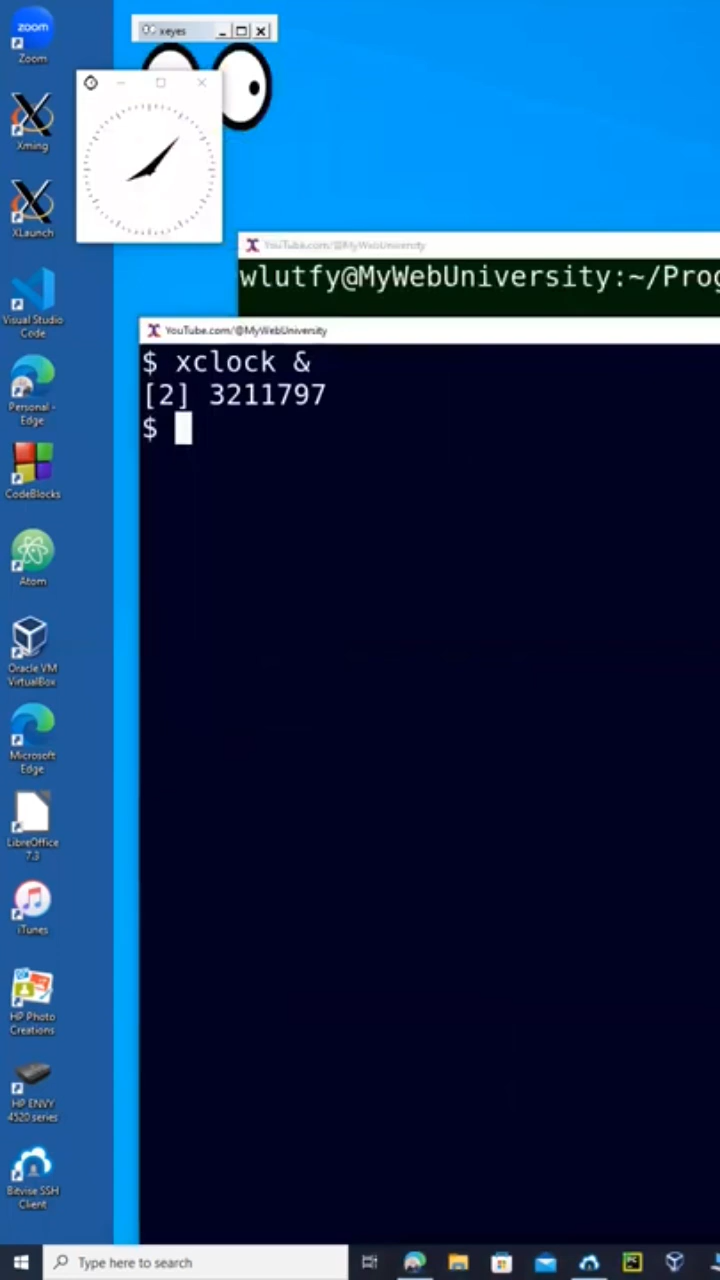 zoom
Zoom
xeyes
Xming
XLaunch
YouTube.com/@MyWebUniversity
wlutfy@MyWebUniversity:~/Prog
YouTube.com/@MyWebUniversity
$ xclock &
[2] 3211797
$
Visual Studio
Code
Personal -
Edge
CodeBlocks
Atom
Oracle VM
VirtualBox
Microsoft
Edge
LibreOffice
7.3
iTunes
HP Photo
Creations
HP ENVY
4520 series
Bitvise SSH
Client
Type here to search
PC